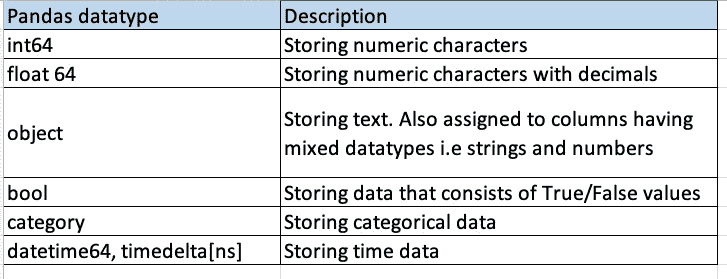 Pandas datatype Description
int64 Storing numeric characters
float 64 Storing numeric characters with decimals
object Storing text. Also assigned to columns having
mixed datatypes i.e strings and numbers
bool Storing data that consists of True/False values
category Storing categorical data
datetime64, timedelta[ns] Storing time data